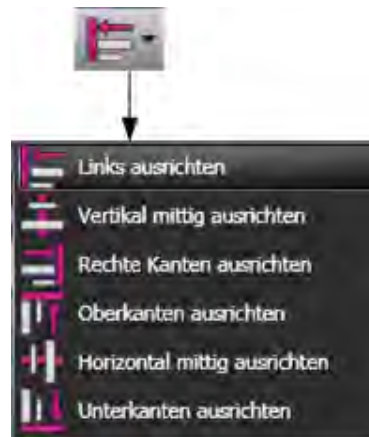 Links ausrichten
Vertikal mittig ausrichten
Rechte Kanten ausrichten
Oberkanten ausrichten
Horizontal mittig ausrichten
Unterkanten ausrichten